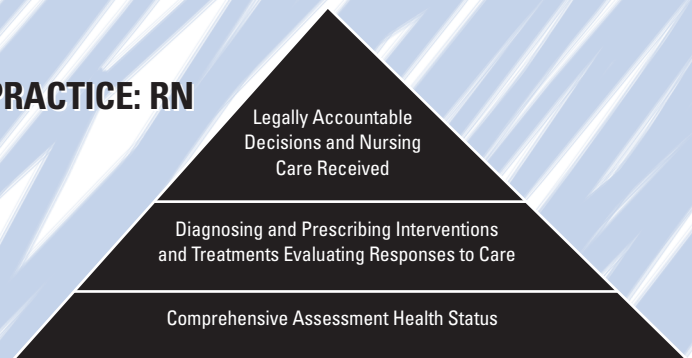 PRACTICE: RN
Legally Accountable
Decisions and Nursing
Care Received
Diagnosing and Prescribing Interventions
and Treatments Evaluating Responses to Care
Comprehensive Assessment Health Status